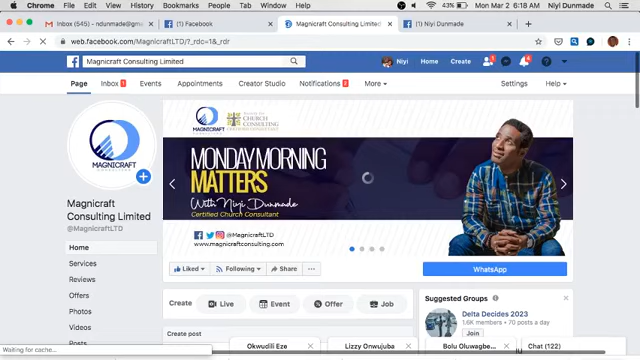 Chrome File Edit View History Bookmarks People Tab Window Help 43% Mon Mar 2 6:18 AM Niyi Dunmade
Inbox (545) - ndunmade@gm
(1) Facebook
Magnicraft Consulting Limited
(1) Niyi Dunmade
web.facebook.com/MagnicraftLTD/?_rdc=1&_rdr
Magnicraft Consulting Limited
Niyi Home Create 1 4
Page Inbox 1 Events Appointments Creator Studio Notifications 8 More Settings Help
CHURCH
CONSULTING
MAGNICRAFT
MONDAY MORNING
MATTERS
With Niyi Dunmade
Certified Church Consultant
@MagnicraftLTD
www.magnicraftconsulting.com
MAGNICRAFT
Magnicraft
Consulting Limited
@MagnicraftLTD
Home
Services
Reviews
Offers
Photos
Videos
Posts
Liked Following Share ...
WhatsApp
Create Live Event Offer Job
Create post
Suggested Groups
Delta Decides 2023
1.6K members • 70 posts a day
Join
Waiting for cache...
Okwudili Eze
Lizzy Onwujuba
Bolu Oluwagbe...
Chat (122)